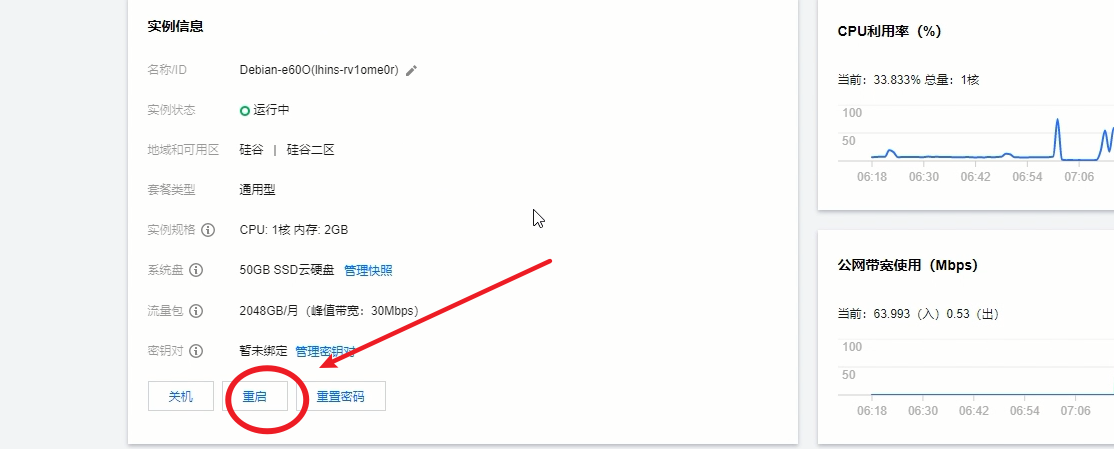 实例信息
名称/ID Debian-e60O(lhins-rv1ome0r)
实例状态 运行中
地域和可用区 硅谷 | 硅谷二区
套餐类型 通用型
实例规格 CPU: 1核 内存: 2GB
系统盘 50GB SSD云硬盘 管理快照
流量包 2048GB/月（峰值带宽：30Mbps）
密钥对 暂未绑定 管理密钥对
关机 重启 重置密码
CPU利用率（%）
当前：33.833% 总量：1核
100
50
06:18 06:30 06:42 06:54 07:06
公网带宽使用（Mbps）
当前：63.993（入）0.53（出）
100
50
06:18 06:30 06:42 06:54 07:06